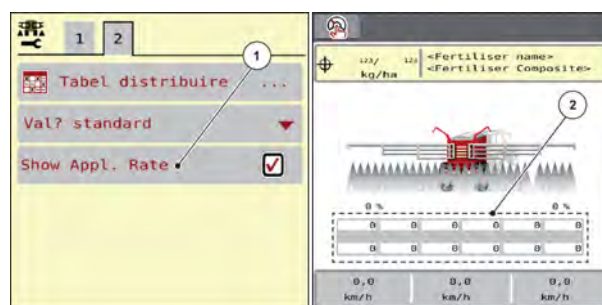 1 2
1
Tabel distribuire ...
Val? standard
Show Appl. Rate
123/ 123
kg/ha
<Fertiliser name>
<Fertiliser Composite>
2
0 % 0 %
0 0 0 0 0 0
0 0 0 0 0 0
0,0 0,0 0,0
km/h km/h km/h